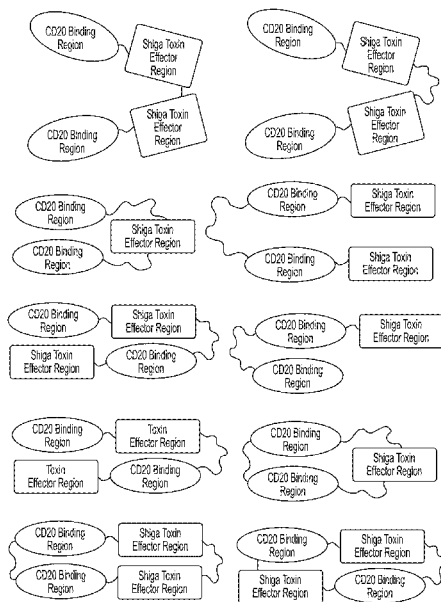 CD20 Binding
Region
Shiga Toxin
Effector
Region
CD20 Binding
Region
Shiga Toxin
Effector
Region
CD20 Binding
Region
Shiga Toxin
Effector
Region
CD20 Binding
Region
Shiga Toxin
Effector
Region
CD20 Binding
Region
Shiga Toxin
Effector Region
CD20 Binding
Region
CD20 Binding
Region
Shiga Toxin
Effector Region
CD20 Binding
Region
Shiga Toxin
Effector Region
CD20 Binding
Region
Shiga Toxin
Effector Region
Shiga Toxin
Effector Region
CD20 Binding
Region
CD20 Binding
Region
Shiga Toxin
Effector Region
CD20 Binding
Region
CD20 Binding
Region
Toxin
Effector Region
Toxin
Effector Region
CD20 Binding
Region
CD20 Binding
Region
Shiga Toxin
Effector Region
CD20 Binding
Region
CD20 Binding
Region
Shiga Toxin
Effector Region
CD20 Binding
Region
Shiga Toxin
Effector Region
CD20 Binding
Region
Shiga Toxin
Effector Region
Shiga Toxin
Effector Region
CD20 Binding
Region